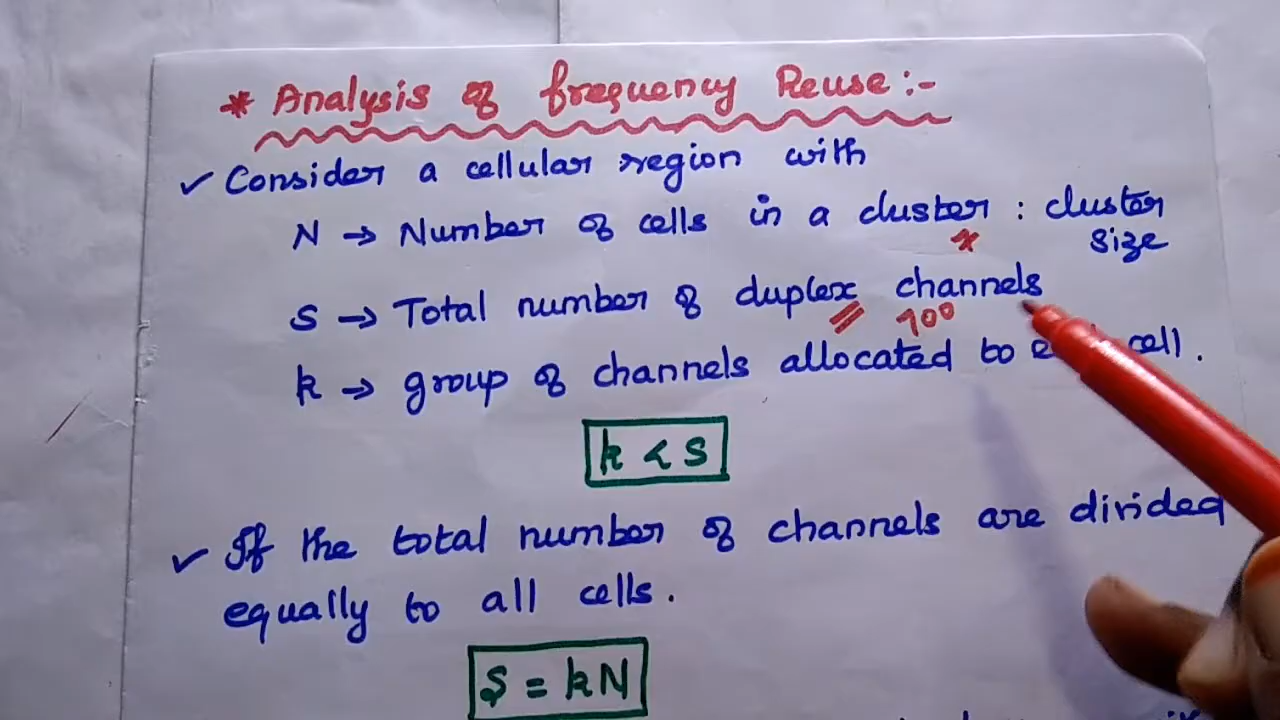 * Analysis of frequency Reuse:-
✓ Consider a cellular region with
N → Number of cells in a cluster : cluster size
*
S → Total number of duplex channels
700
k → group of channels allocated to cell.
k < S
✓ If the total number of channels are divided
equally to all cells.
S = kN